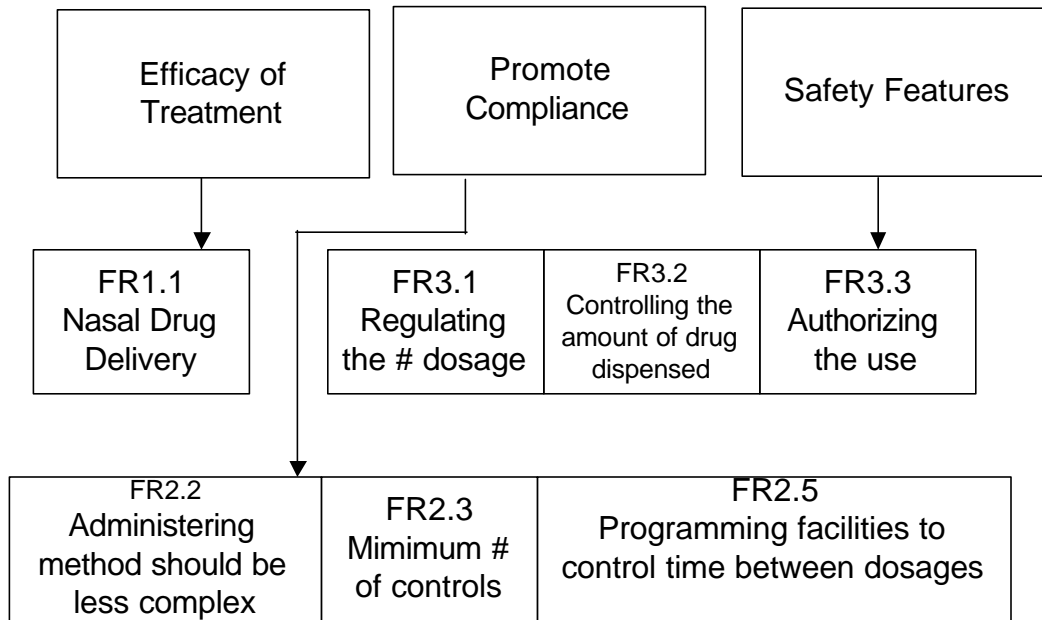 Efficacy of
Treatment
Promote
Compliance
Safety Features
FR1.1
Nasal Drug
Delivery
FR3.1
Regulating
the # dosage
FR3.2
Controlling the
amount of drug
dispensed
FR3.3
Authorizing
the use
FR2.2
Administering
method should be
less complex
FR2.3
Mimimum #
of controls
FR2.5
Programming facilities to
control time between dosages